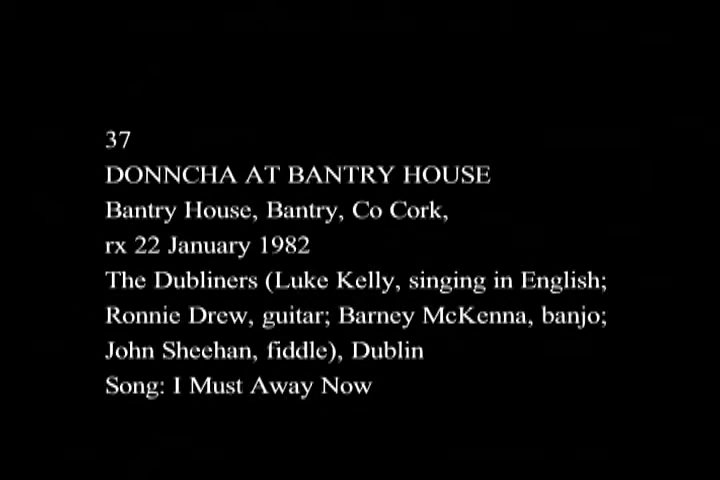 37
DONNCHA AT BANTRY HOUSE
Bantry House, Bantry, Co Cork,
rx 22 January 1982
The Dubliners (Luke Kelly, singing in English;
Ronnie Drew, guitar; Barney McKenna, banjo;
John Sheehan, fiddle), Dublin
Song: I Must Away Now